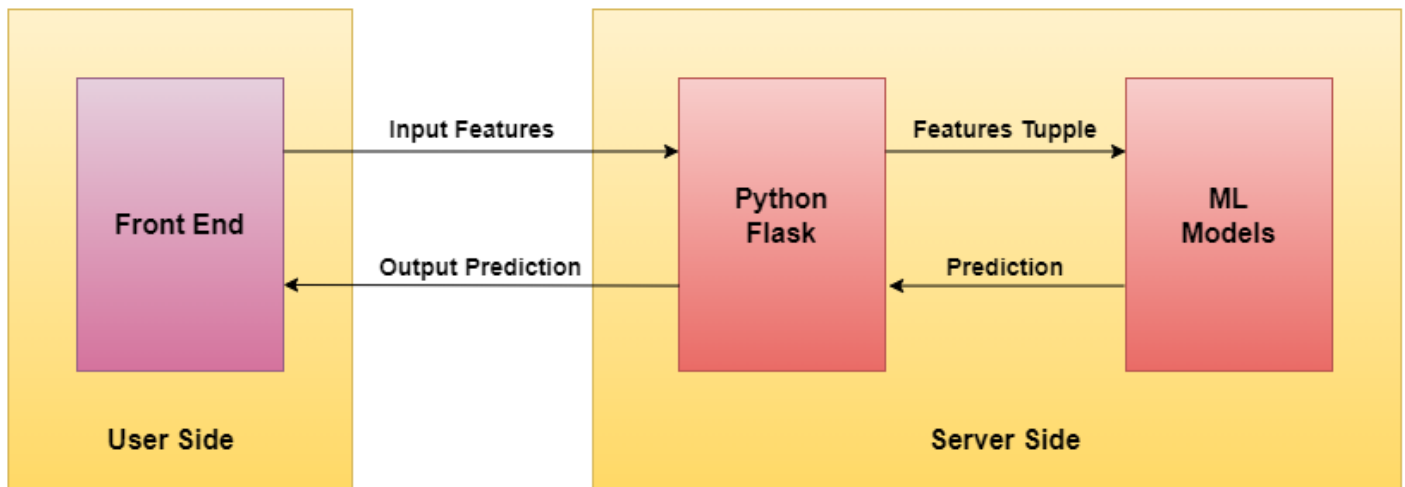 Input Features
Features Tupple
Front End
Python
Flask
ML
Models
Output Prediction
Prediction
User Side
Server Side